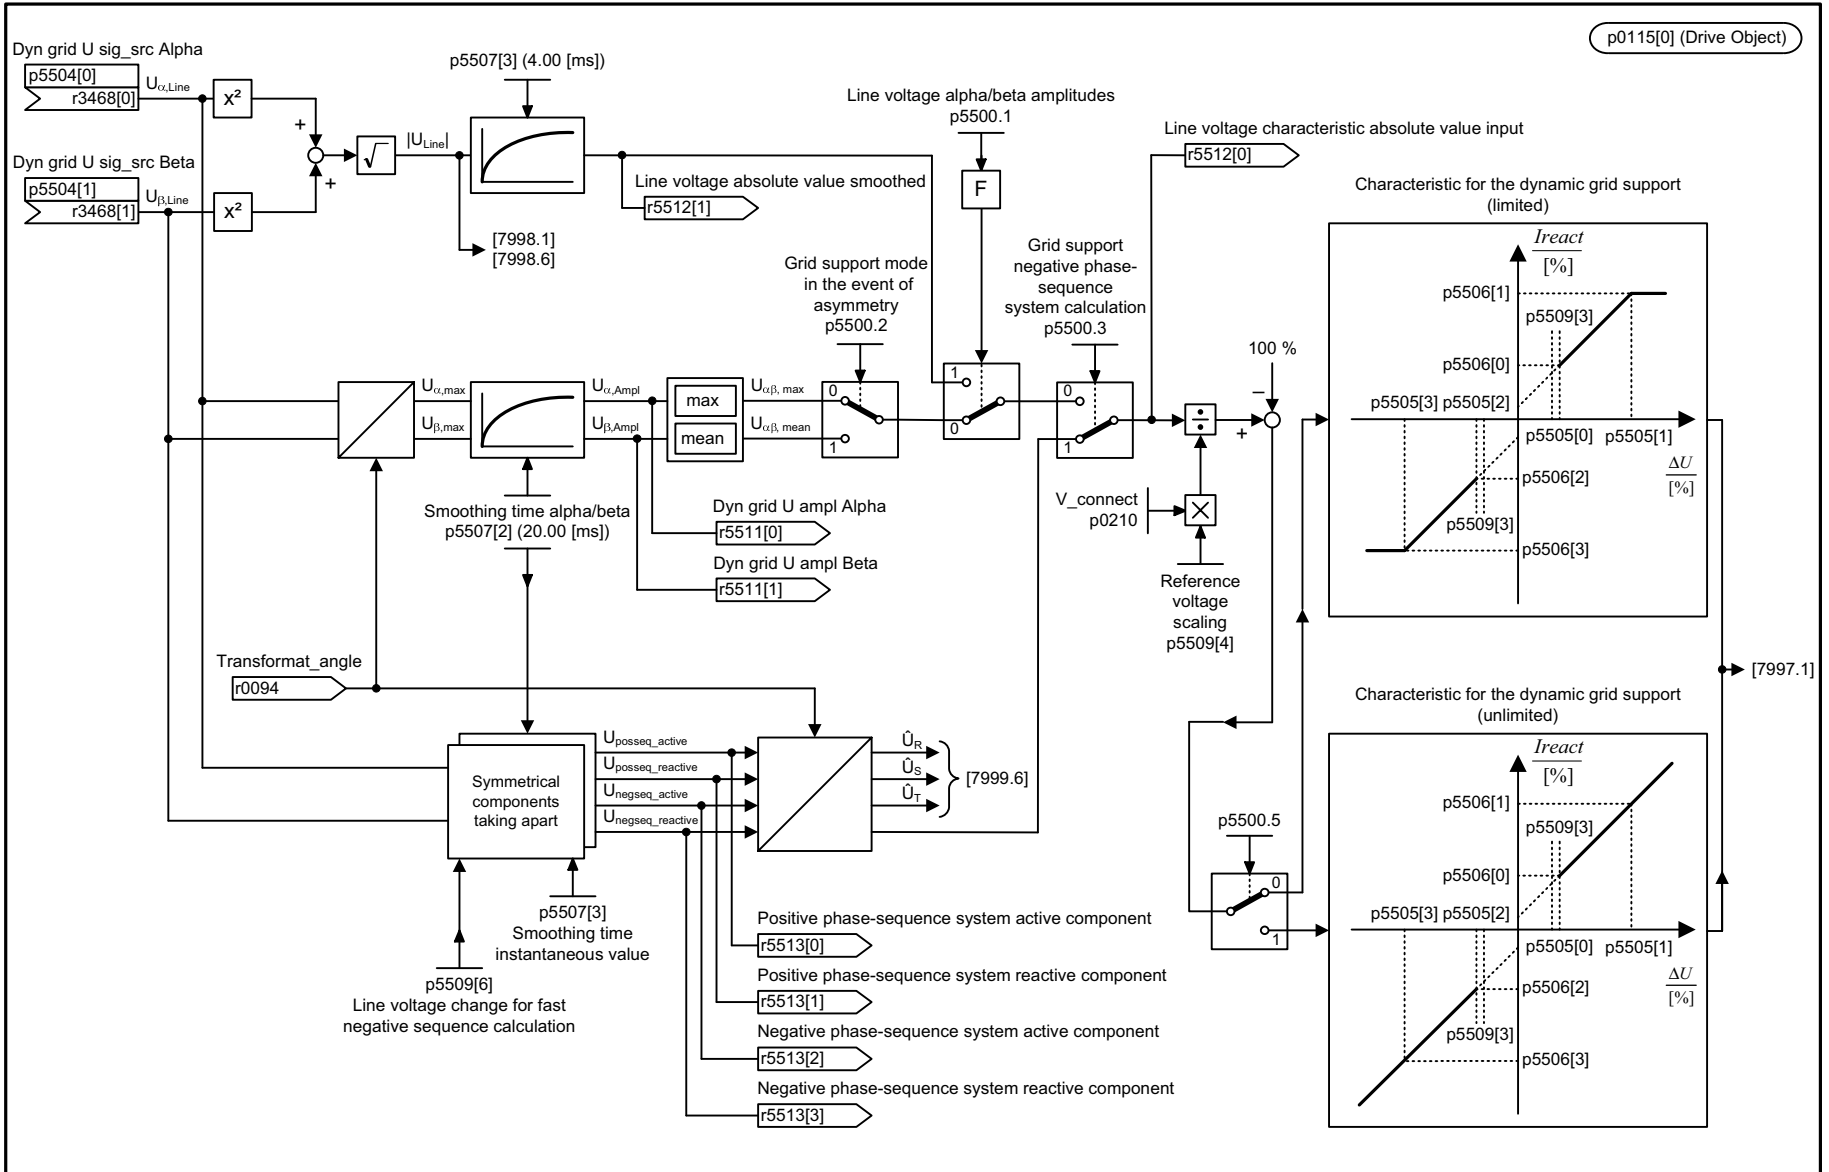 p0115[0] (Drive Object)
Dyn grid U sig_src Alpha
p5504[0]
r3468[0]
Uα,Line
x²
+
Dyn grid U sig_src Beta
p5504[1]
r3468[1]
Uβ,Line
x²
+
√
|ULine|
p5507[3] (4.00 [ms])
[7998.1]
[7998.6]
Line voltage absolute value smoothed
r5512[1]
Line voltage alpha/beta amplitudes
p5500.1
F
1
0
Line voltage characteristic absolute value input
r5512[0]
Grid support mode
in the event of
asymmetry
p5500.2
0
1
Grid support
negative phase-
sequence
system calculation
p5500.3
0
1
Uα,max
Uβ,max
Uα,Ampl
Uβ,Ampl
max
mean
Uαβ, max
Uαβ, mean
Smoothing time alpha/beta
p5507[2] (20.00 [ms])
Dyn grid U ampl Alpha
r5511[0]
Dyn grid U ampl Beta
r5511[1]
÷
100 %
–
+
V_connect
p0210
×
Reference
voltage
scaling
p5509[4]
Transformat_angle
r0094
Symmetrical
components
taking apart
Uposseq_active
Uposseq_reactive
Unegseq_active
Unegseq_reactive
ÛR
ÛS
ÛT
[7999.6]
p5507[3]
Smoothing time
instantaneous value
p5509[6]
Line voltage change for fast
negative sequence calculation
Positive phase-sequence system active component
r5513[0]
Positive phase-sequence system reactive component
r5513[1]
Negative phase-sequence system active component
r5513[2]
Negative phase-sequence system reactive component
r5513[3]
p5500.5
0
1
Characteristic for the dynamic grid support
(limited)
Ireact
[%]
p5506[1]
p5509[3]
p5506[0]
p5505[3] p5505[2]
p5505[0] p5505[1]
ΔU
[%]
p5506[2]
p5509[3]
p5506[3]
[7997.1]
Characteristic for the dynamic grid support
(unlimited)
Ireact
[%]
p5506[1]
p5509[3]
p5506[0]
p5505[3] p5505[2]
p5505[0] p5505[1]
ΔU
[%]
p5506[2]
p5509[3]
p5506[3]